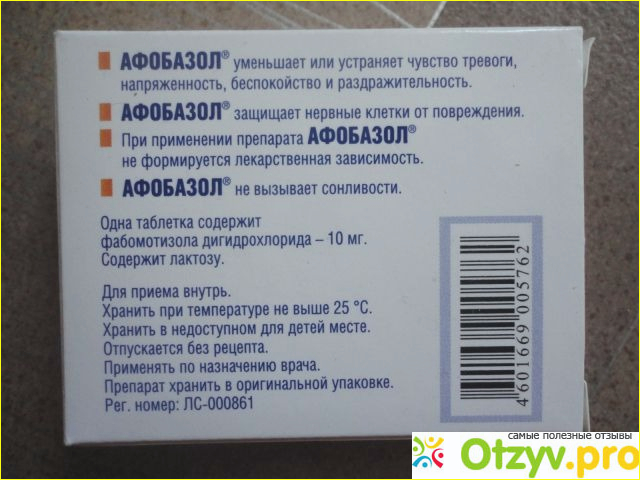 АФОБАЗОЛ® уменьшает или устраняет чувство тревоги,
напряженность, беспокойство и раздражительность.
АФОБАЗОЛ® защищает нервные клетки от повреждения.
При применении препарата АФОБАЗОЛ®
не формируется лекарственная зависимость.
АФОБАЗОЛ® не вызывает сонливости.
Одна таблетка содержит
фабомотизола дигидрохлорида – 10 мг.
Содержит лактозу.
Для приема внутрь.
Хранить при температуре не выше 25 °С.
Хранить в недоступном для детей месте.
Отпускается без рецепта.
Применять по назначению врача.
Препарат хранить в оригинальной упаковке.
Рег. номер: ЛС-000861
4 601669 005762
самые полезные отзывы
Otzyv.pro